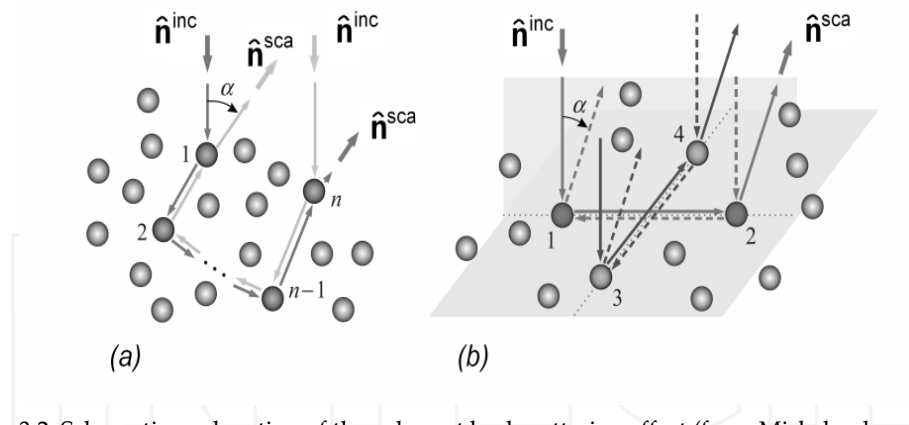 n̂^inc n̂^sca n̂^inc n̂^sca
α
1
2
n
n−1
(a)
n̂^inc n̂^sca
α
4
1
2
3
(b)